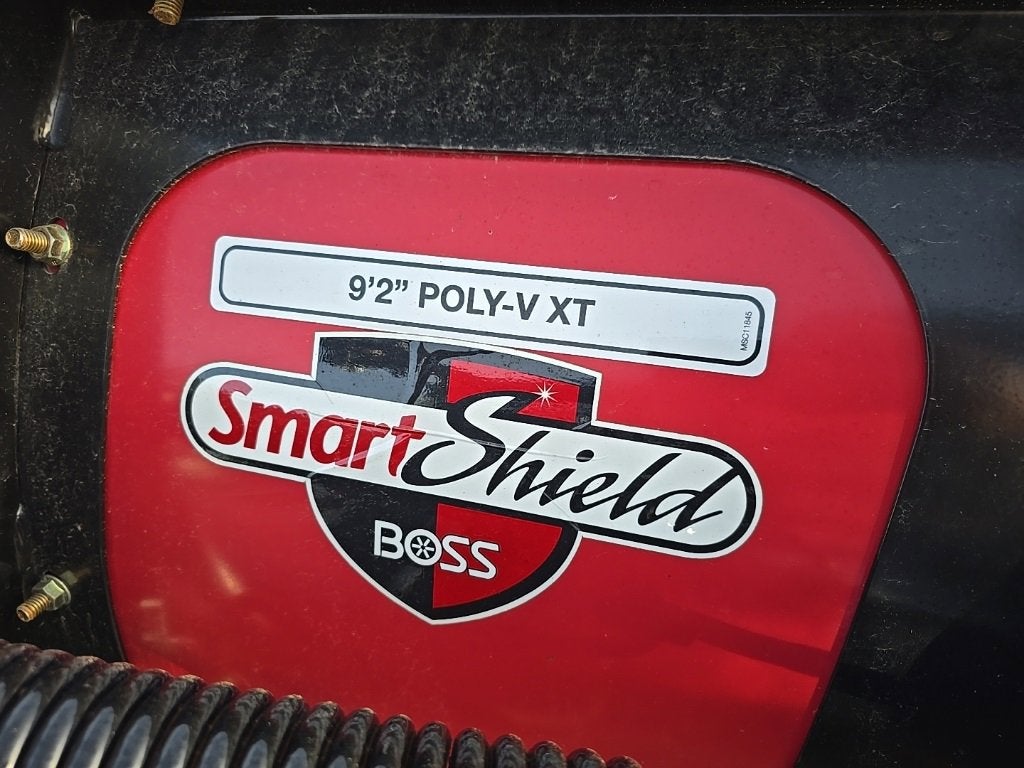 9’2” POLY-V XT
MSC11845
SmartShield
BOSS